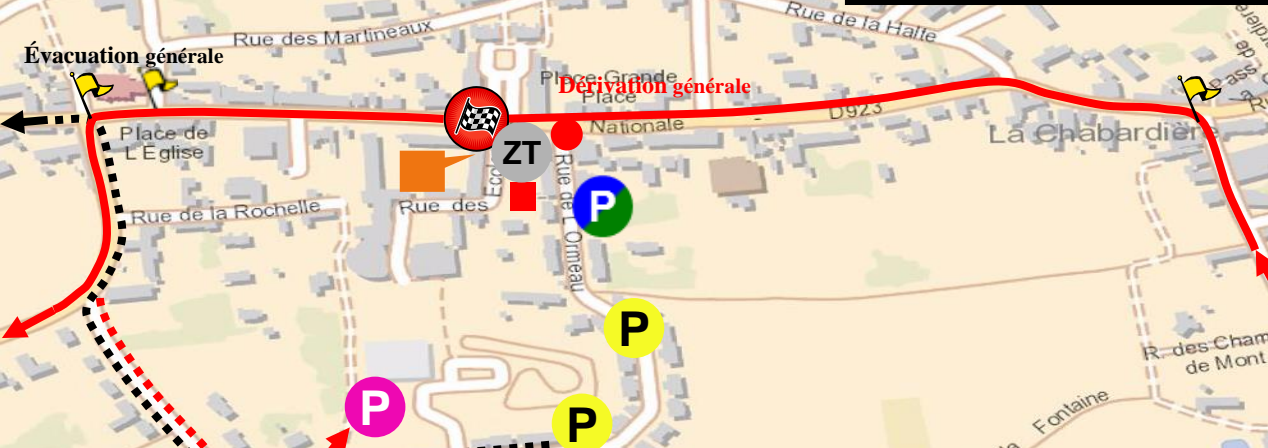 Rue de la Halle
Rue des Martineaux
Évacuation générale
Place Grande
Dérivation générale
Place
Nationale
D923
Place de
L'Eglise
La Chabardière
ZT
Rue de la Rochelle
Rue des
Rue de L'Ormeau
P
P
P
P
R. des Cham
de Mont
Fontaine